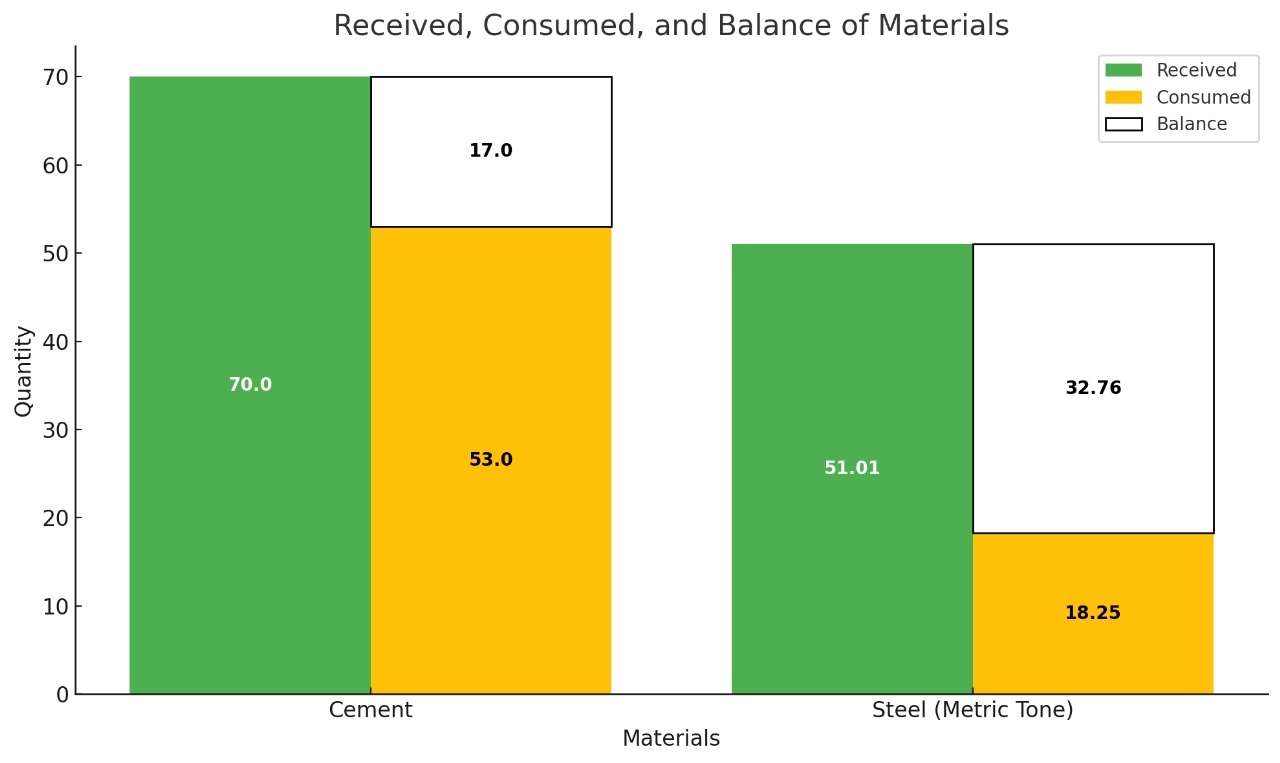 Received, Consumed, and Balance of Materials
Received
Consumed
Balance
Quantity
70
60
50
40
30
20
10
0
17.0
70.0
53.0
32.76
51.01
18.25
Cement
Steel (Metric Tone)
Materials